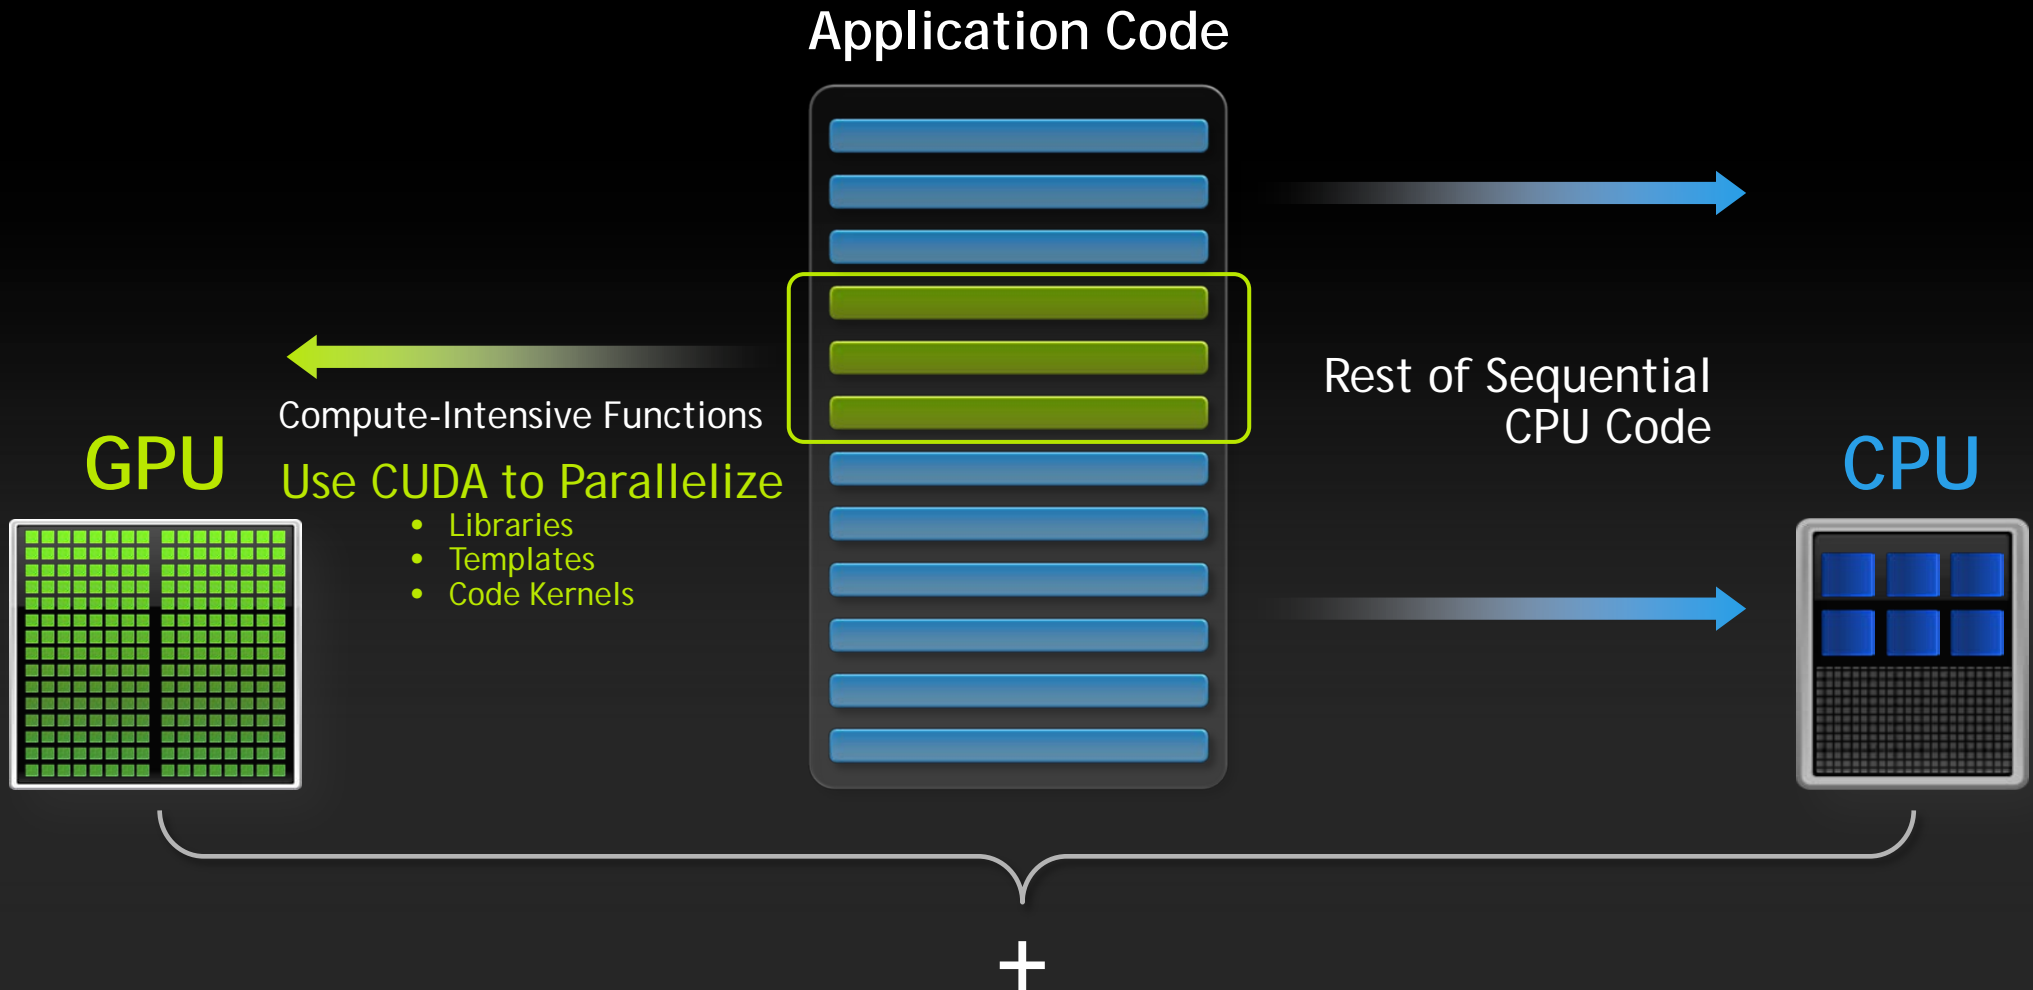 Application Code
Compute-Intensive Functions
GPU
Use CUDA to Parallelize
• Libraries
• Templates
• Code Kernels
Rest of Sequential
CPU Code
CPU
+